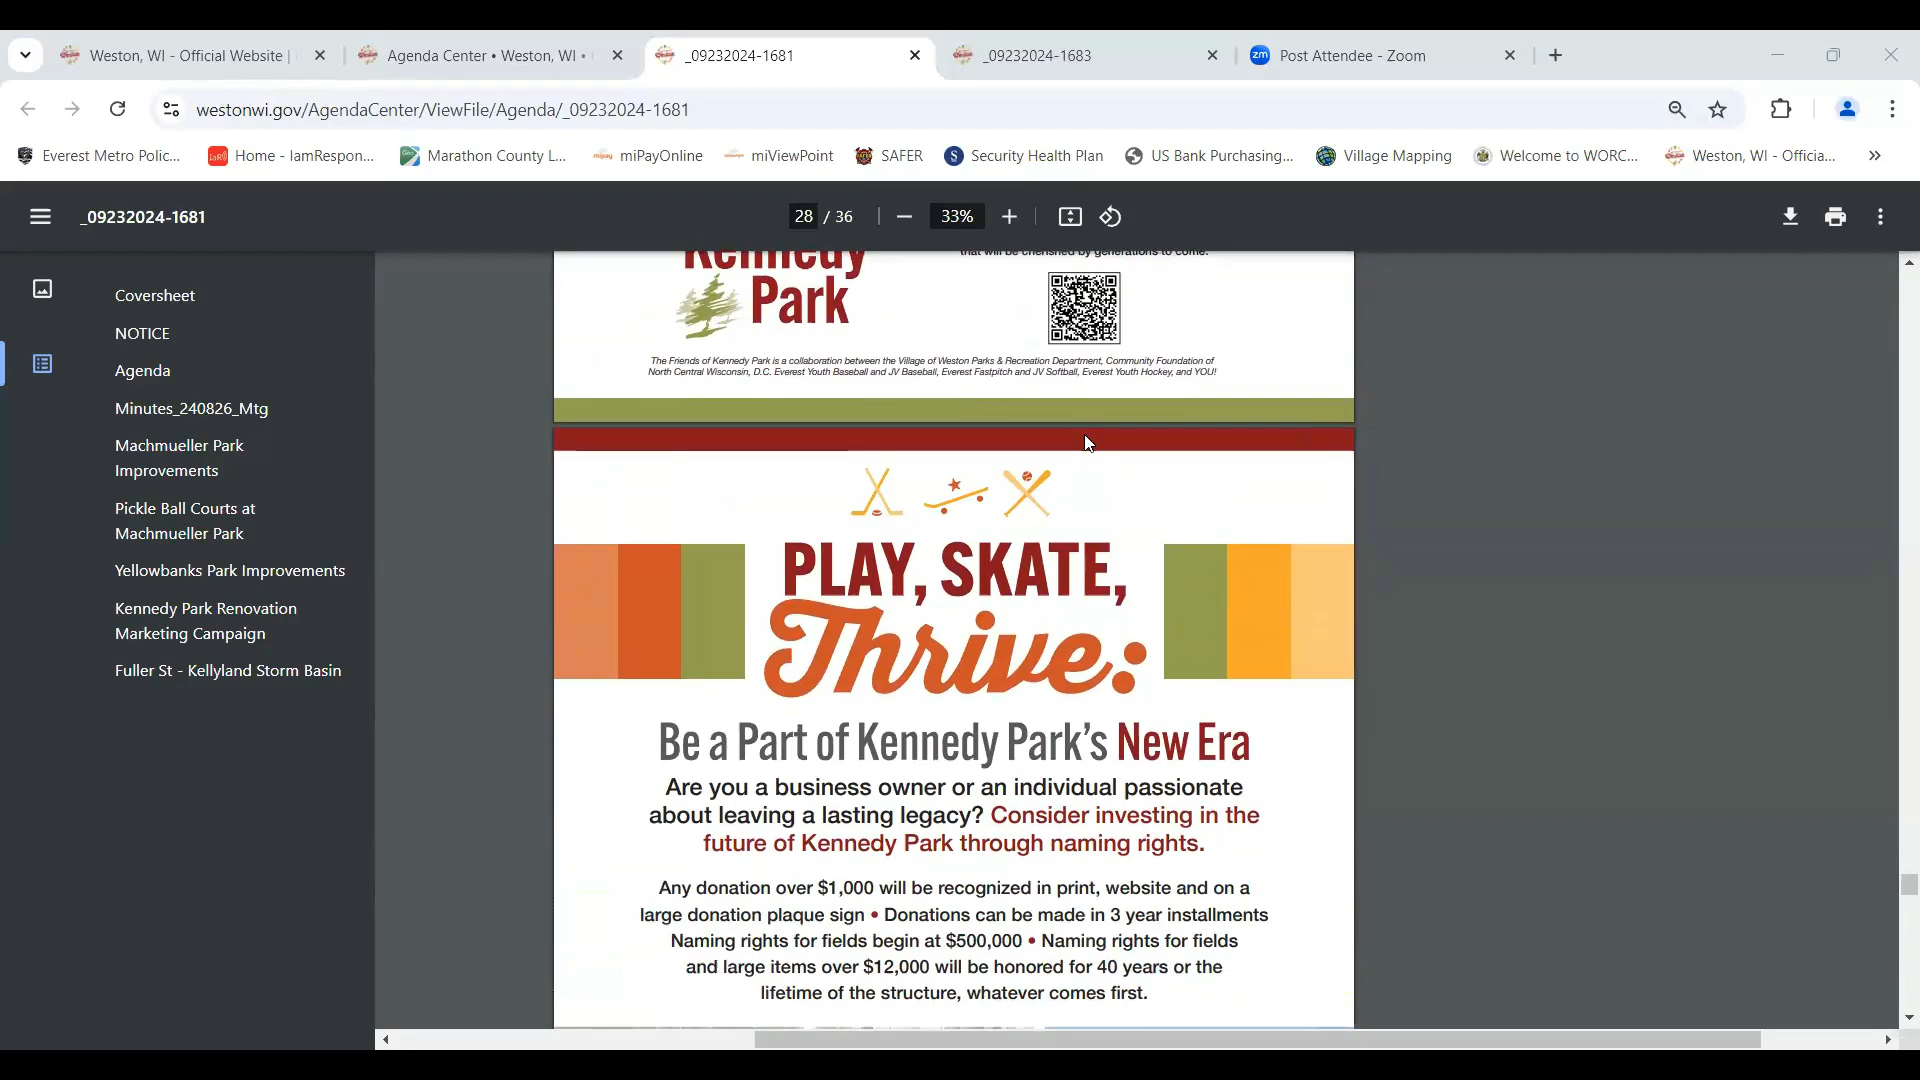 Weston, WI - Official Website |
Agenda Center • Weston, WI •
_09232024-1681
_09232024-1683
zm Post Attendee - Zoom
westonwi.gov/AgendaCenter/ViewFile/Agenda/_09232024-1681
Everest Metro Polic...
Home - IamRespon...
Marathon County L...
miPayOnline
miViewPoint
SAFER
Security Health Plan
US Bank Purchasing...
Village Mapping
Welcome to WORC...
Weston, WI - Officia...
_09232024-1681
28 / 36
33%
Coversheet
NOTICE
Agenda
Minutes_240826_Mtg
Machmueller Park
Improvements
Pickle Ball Courts at
Machmueller Park
Yellowbanks Park Improvements
Kennedy Park Renovation
Marketing Campaign
Fuller St - Kellyland Storm Basin
Kennedy
Park
that will be cherished by generations to come.
The Friends of Kennedy Park is a collaboration between the Village of Weston Parks & Recreation Department, Community Foundation of
North Central Wisconsin, D.C. Everest Youth Baseball and JV Baseball, Everest Fastpitch and JV Softball, Everest Youth Hockey, and YOU!
PLAY, SKATE,
Thrive:
Be a Part of Kennedy Park's New Era
Are you a business owner or an individual passionate
about leaving a lasting legacy? Consider investing in the
future of Kennedy Park through naming rights.
Any donation over $1,000 will be recognized in print, website and on a
large donation plaque sign • Donations can be made in 3 year installments
Naming rights for fields begin at $500,000 • Naming rights for fields
and large items over $12,000 will be honored for 40 years or the
lifetime of the structure, whatever comes first.